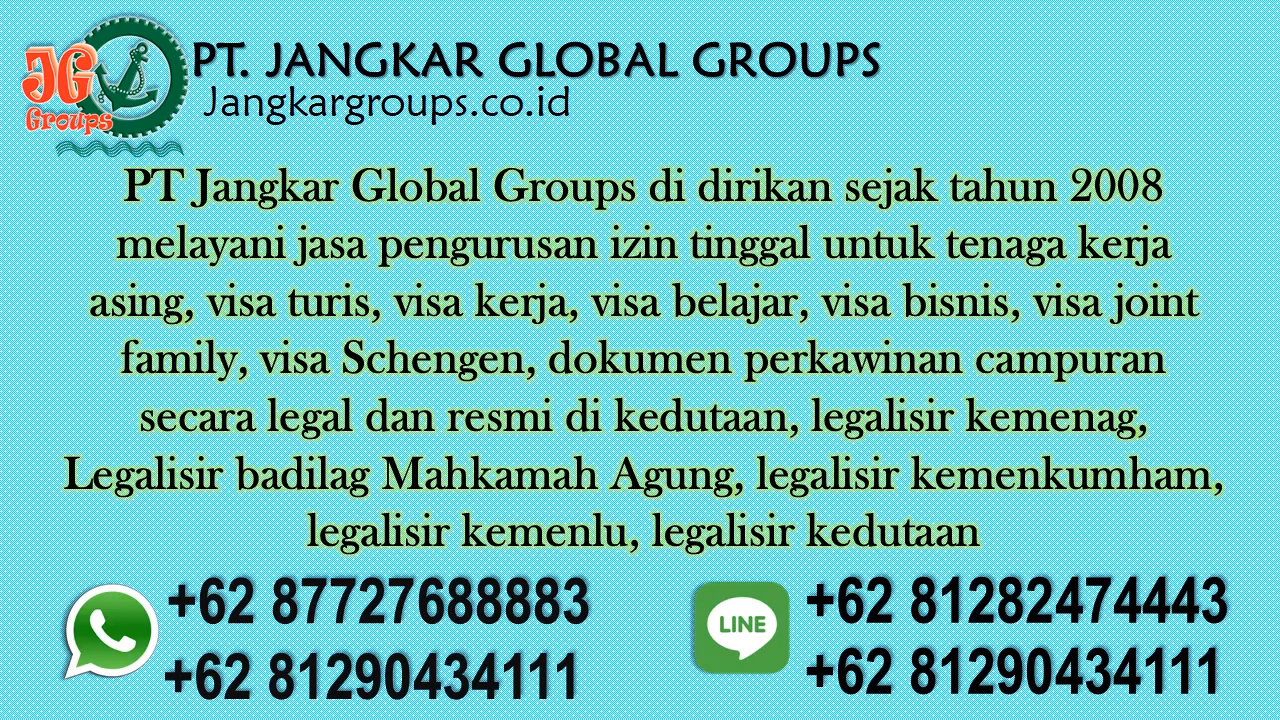 JG
Groups
PT. JANGKAR GLOBAL GROUPS
Jangkargroups.co.id
PT Jangkar Global Groups di dirikan sejak tahun 2008
melayani jasa pengurusan izin tinggal untuk tenaga kerja
asing, visa turis, visa kerja, visa belajar, visa bisnis, visa joint
family, visa Schengen, dokumen perkawinan campuran
secara legal dan resmi di kedutaan, legalisir kemenag,
Legalisir badilag Mahkamah Agung, legalisir kemenkumham,
legalisir kemenlu, legalisir kedutaan
+62 87727688883
+62 81290434111
LINE
+62 81282474443
+62 81290434111